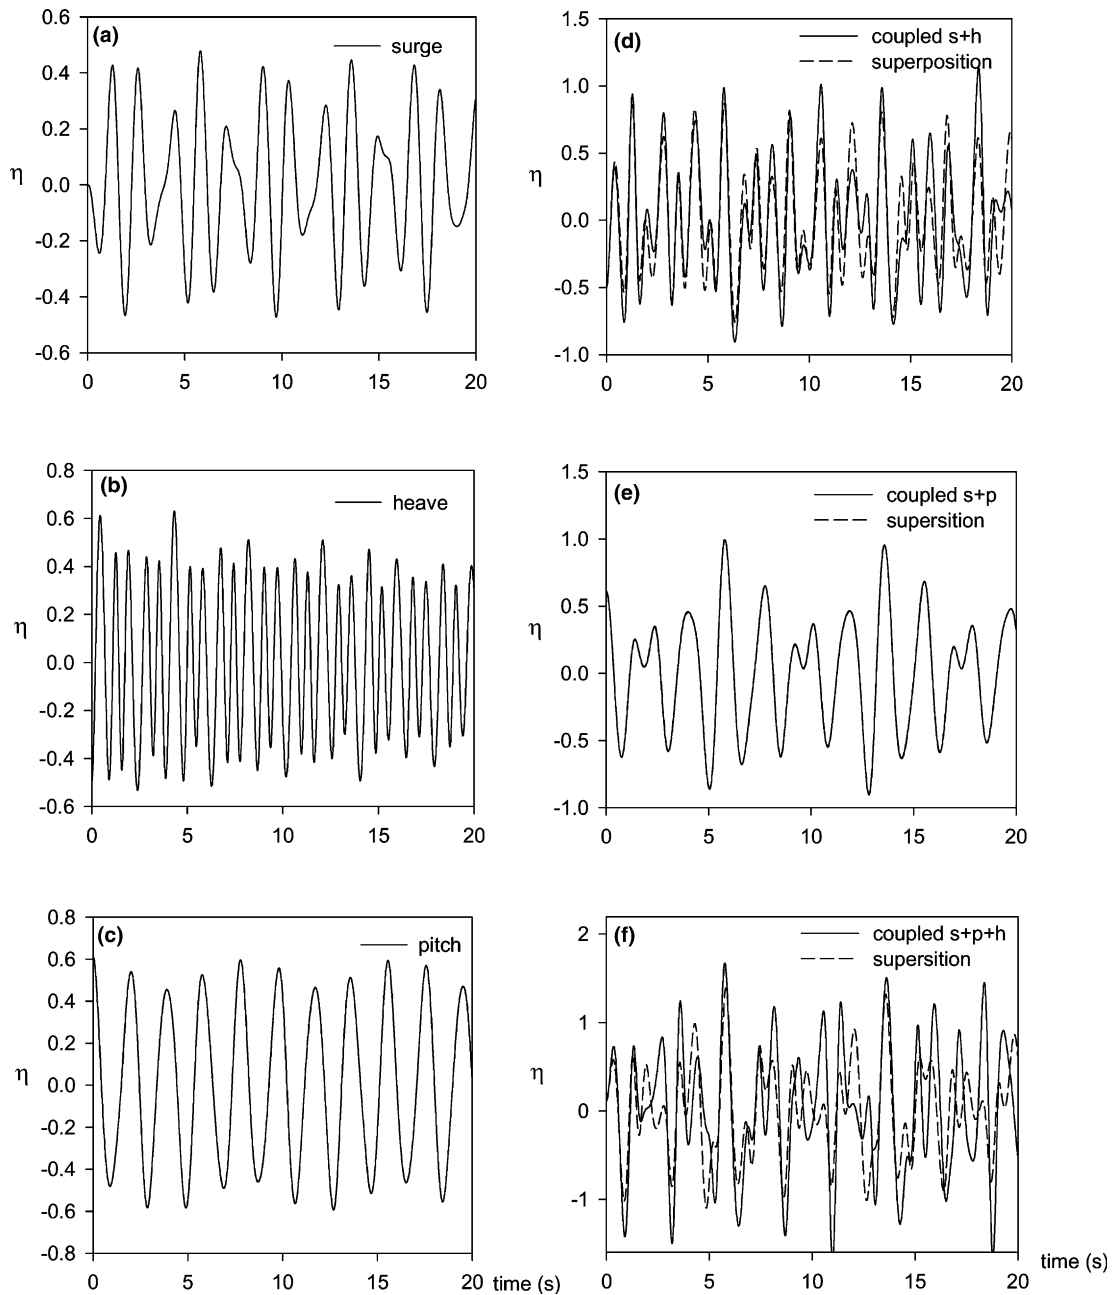 (a)
surge
0.6
0.4
0.2
0.0
-0.2
-0.4
-0.6
η
0 5 10 15 20
(d)
coupled s+h
superposition
1.5
1.0
0.5
0.0
-0.5
-1.0
η
0 5 10 15 20
(b)
heave
0.8
0.6
0.4
0.2
0.0
-0.2
-0.4
-0.6
η
0 5 10 15 20
(e)
coupled s+p
supersition
1.5
1.0
0.5
0.0
-0.5
-1.0
η
0 5 10 15 20
(c)
pitch
0.8
0.6
0.4
0.2
0.0
-0.2
-0.4
-0.6
-0.8
η
0 5 10 15 20 time (s)
(f)
coupled s+p+h
supersition
2
1
0
-1
η
0 5 10 15 20 time (s)